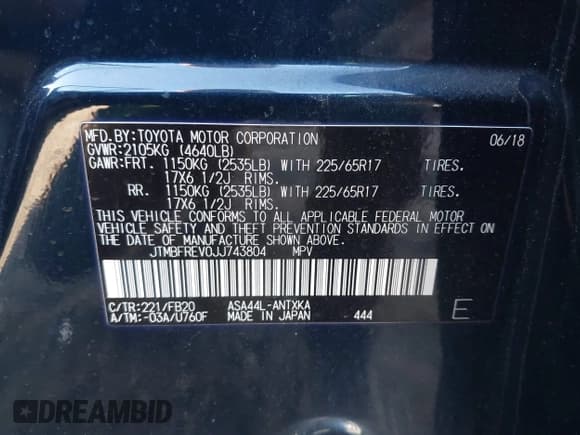 MFD.BY:TOYOTA MOTOR CORPORATION 06/18
GVWR:2105KG (4640LB)
GAWR:FRT. 1150KG (2535LB) WITH 225/65R17 TIRES.
17X6 1/2J RIMS.
RR. 1150KG (2535LB) WITH 225/65R17 TIRES.
17X6 1/2J RIMS.
THIS VEHICLE CONFORMS TO ALL APPLICABLE FEDERAL MOTOR
VEHICLE SAFETY AND THEFT PREVENTION STANDARDS IN EFFECT ON
THE DATE OF MANUFACTURE SHOWN ABOVE.
JTMBFREV0JJ743804 MPV
C/TR:221/FB20 ASA44L-ANTXKA
A/TM:-03A/U760F MADE IN JAPAN 444 E
DREAMBID